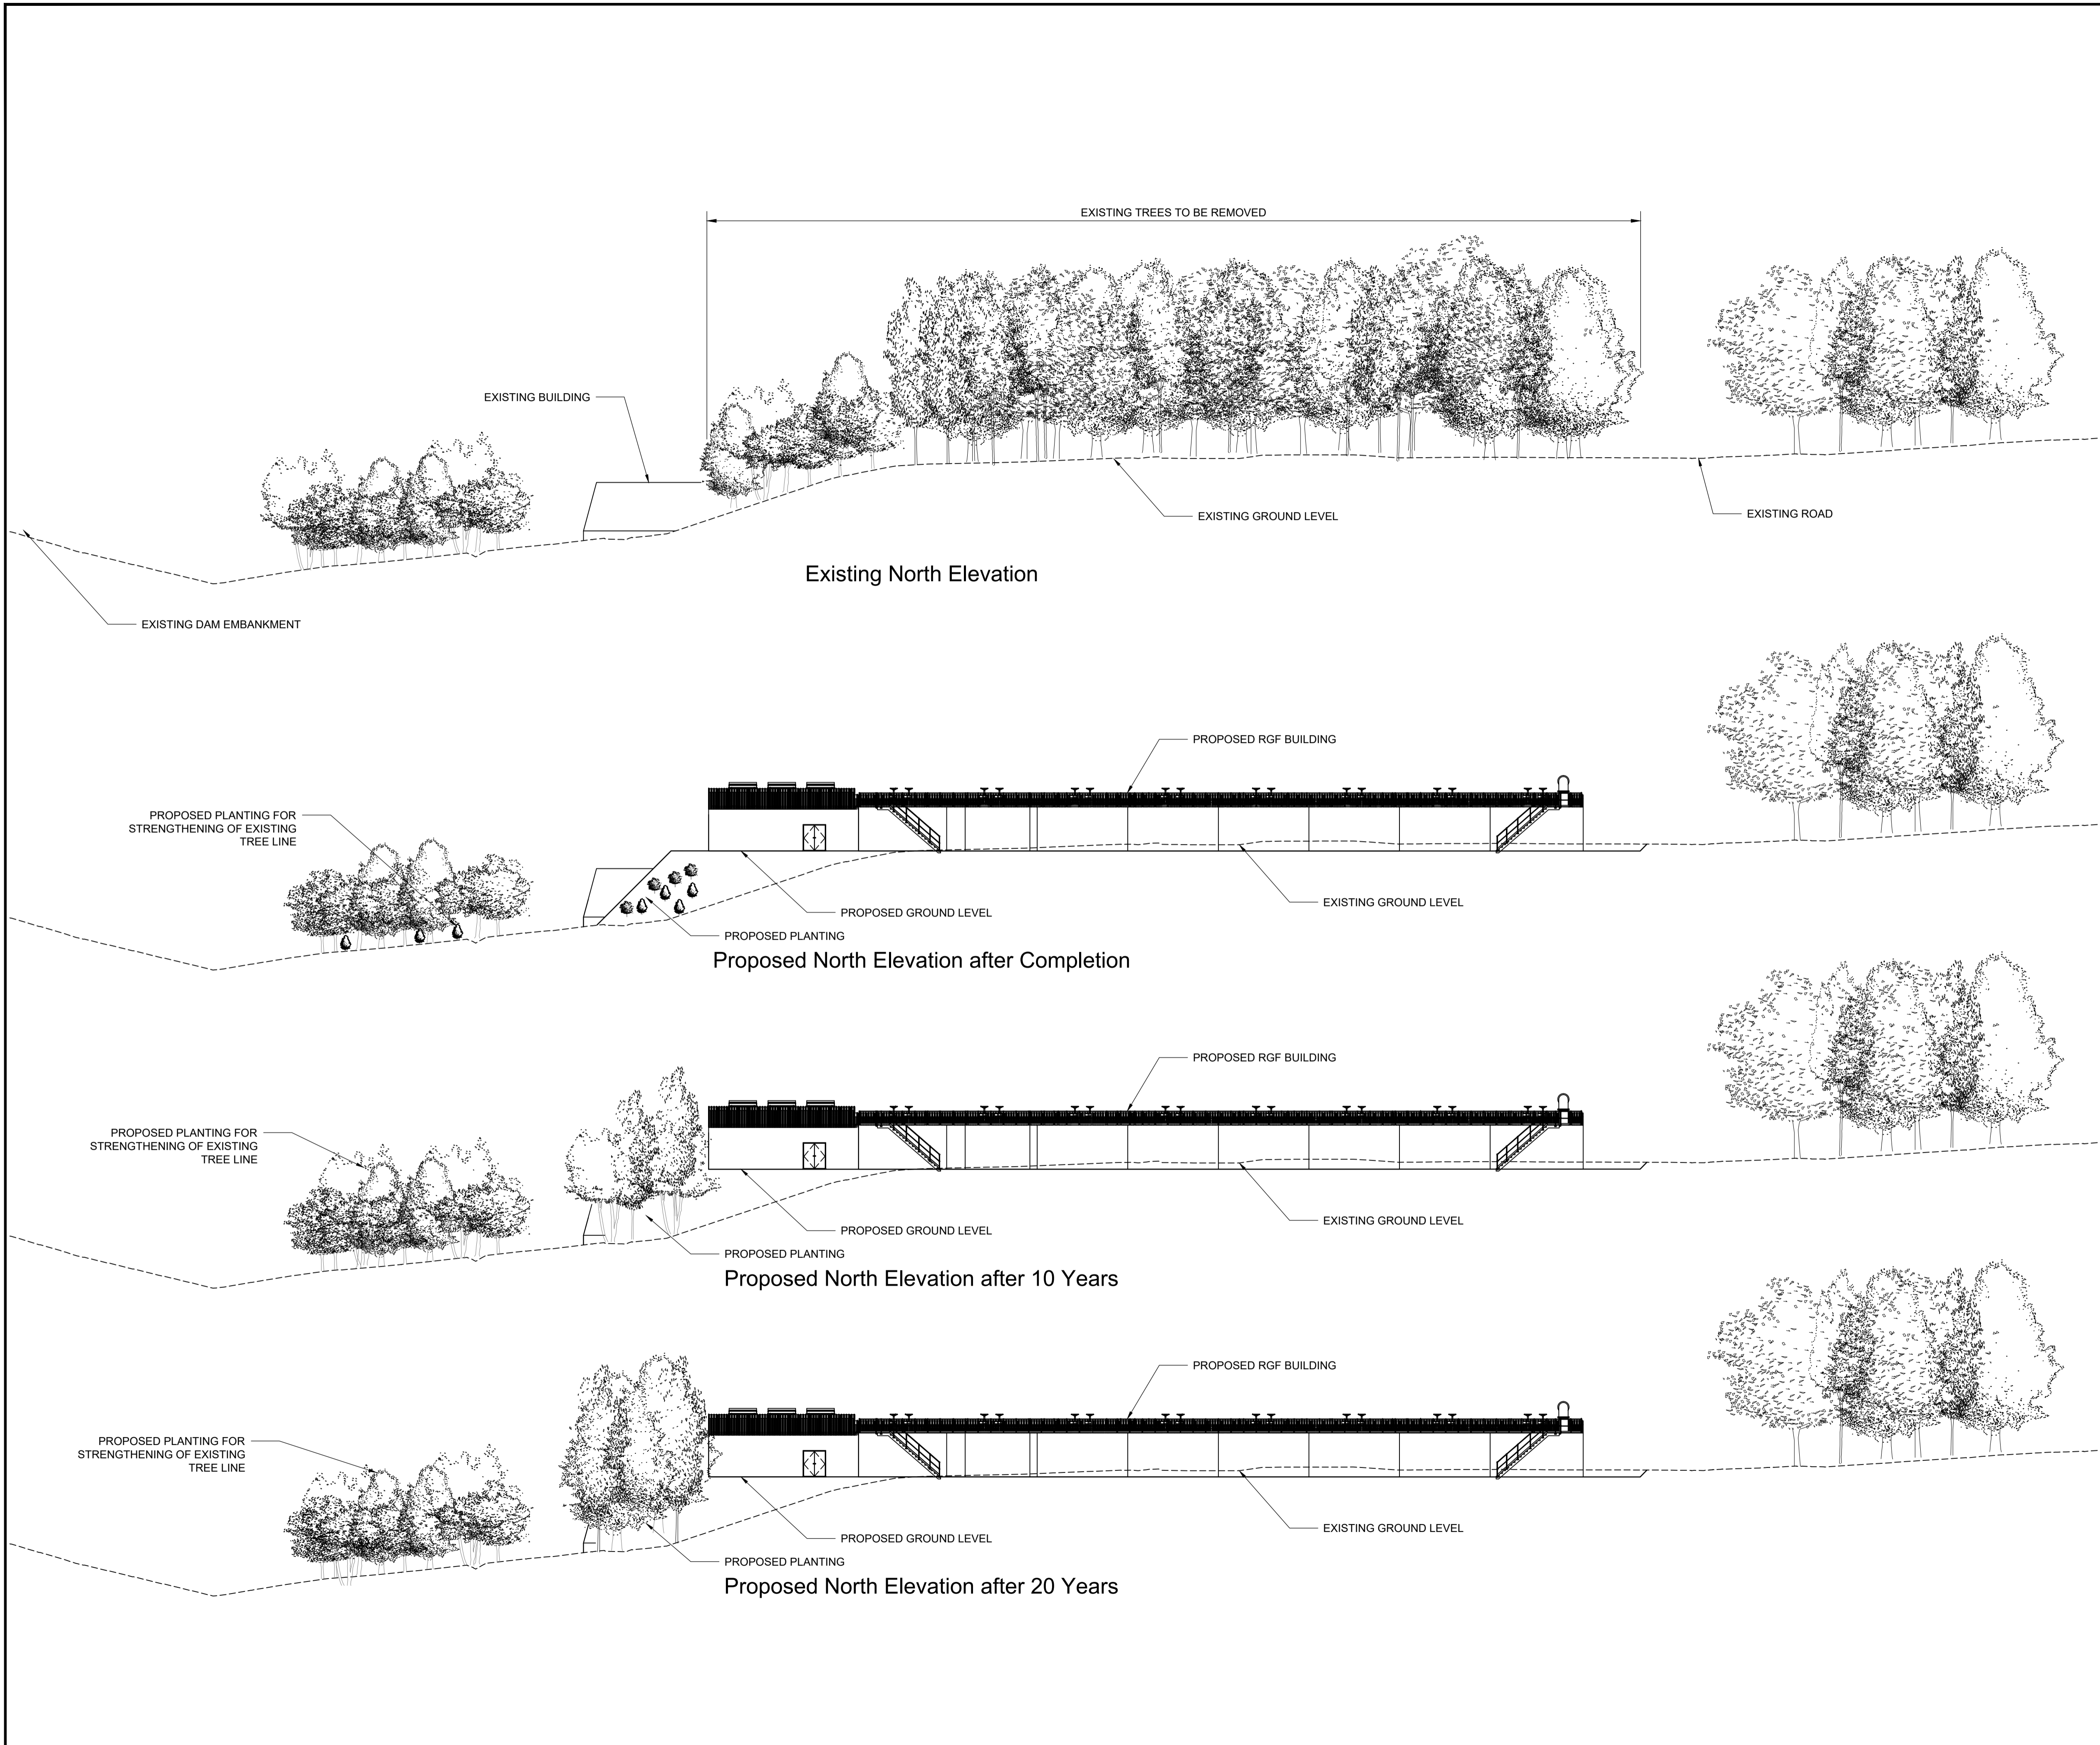 EXISTING TREES TO BE REMOVED
EXISTING BUILDING
EXISTING GROUND LEVEL
EXISTING ROAD
Existing North Elevation
EXISTING DAM EMBANKMENT
PROPOSED RGF BUILDING
PROPOSED PLANTING FOR
STRENGTHENING OF EXISTING
TREE LINE
EXISTING GROUND LEVEL
PROPOSED GROUND LEVEL
PROPOSED PLANTING
Proposed North Elevation after Completion
PROPOSED RGF BUILDING
PROPOSED PLANTING FOR
STRENGTHENING OF EXISTING
TREE LINE
EXISTING GROUND LEVEL
PROPOSED GROUND LEVEL
PROPOSED PLANTING
Proposed North Elevation after 10 Years
PROPOSED RGF BUILDING
PROPOSED PLANTING FOR
STRENGTHENING OF EXISTING
TREE LINE
EXISTING GROUND LEVEL
PROPOSED GROUND LEVEL
PROPOSED PLANTING
Proposed North Elevation after 20 Years